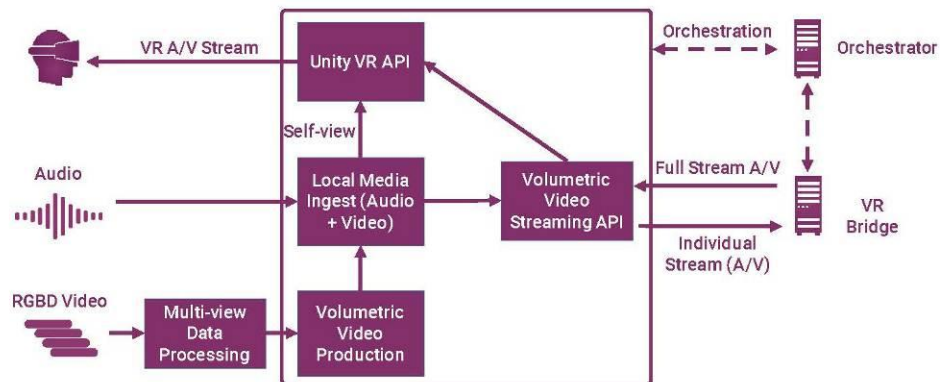 VR A/V Stream
Unity VR API
Orchestration
Orchestrator
Self-view
Audio
Local Media
Ingest (Audio
+ Video)
Volumetric
Video
Streaming API
Full Stream A/V
VR
Bridge
Individual
Stream (A/V)
RGBD Video
Multi-view
Data
Processing
Volumetric
Video
Production